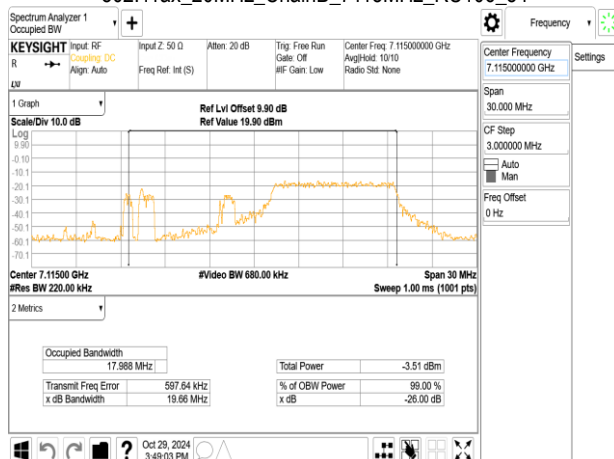 Spectrum Analyzer 1
Occupied BW
Frequency
KEYSIGHT
R
LXI
Input: RF
Coupling: DC
Align: Auto
Input Z: 50 Ω
Freq Ref: Int (S)
Atten: 20 dB
Trig: Free Run
Gate: Off
#IF Gain: Low
Center Freq: 7.115000000 GHz
Avg|Hold: 10/10
Radio Std: None
Center Frequency
7.115000000 GHz
Settings
Span
30.000 MHz
CF Step
3.000000 MHz
Auto
Man
Freq Offset
0 Hz
1 Graph
Scale/Div 10.0 dB
Ref Lvl Offset 9.90 dB
Ref Value 19.90 dBm
Log
9.90
-0.10
-10.1
-20.1
-30.1
-40.1
-50.1
-60.1
-70.1
Center 7.11500 GHz
#Res BW 220.00 kHz
#Video BW 680.00 kHz
Span 30 MHz
Sweep 1.00 ms (1001 pts)
2 Metrics
Occupied Bandwidth
17.988 MHz
Total Power -3.51 dBm
Transmit Freq Error 597.64 kHz
% of OBW Power 99.00 %
x dB Bandwidth 19.66 MHz
x dB -26.00 dB
?
Oct 29, 2024
3:49:03 PM